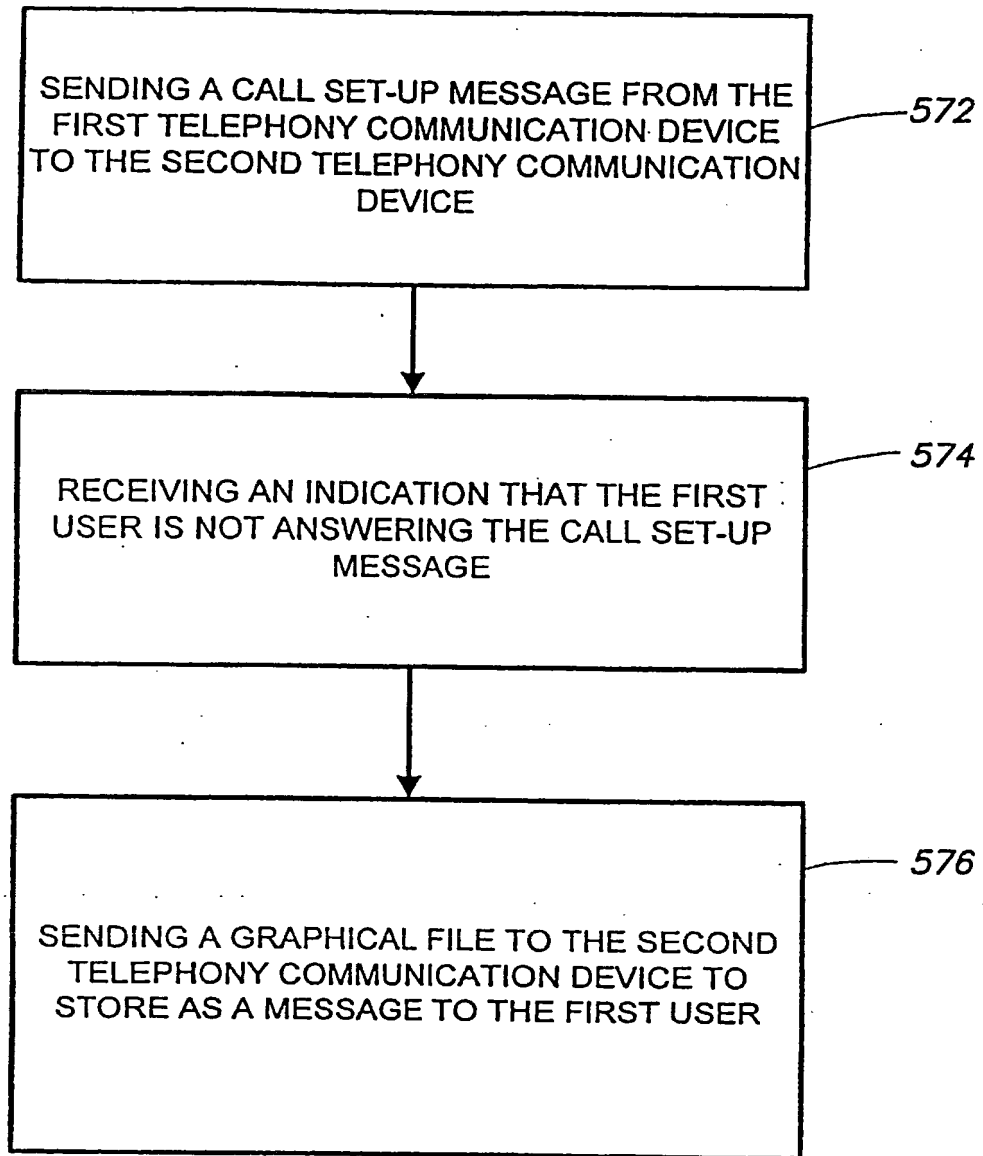 SENDING A CALL SET-UP MESSAGE FROM THE
FIRST TELEPHONY COMMUNICATION DEVICE
TO THE SECOND TELEPHONY COMMUNICATION
DEVICE
572
RECEIVING AN INDICATION THAT THE FIRST
USER IS NOT ANSWERING THE CALL SET-UP
MESSAGE
574
SENDING A GRAPHICAL FILE TO THE SECOND
TELEPHONY COMMUNICATION DEVICE TO
STORE AS A MESSAGE TO THE FIRST USER
576